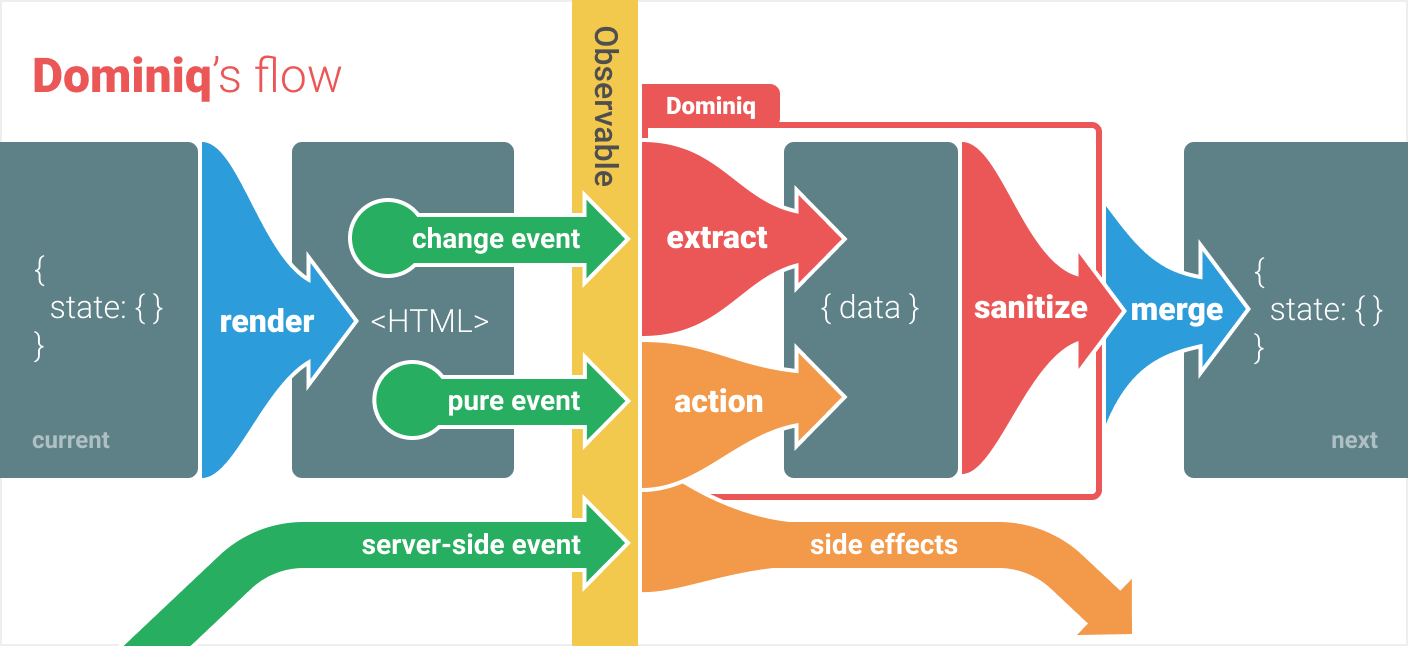 Dominiq's flow
Observable
Dominiq
{
state: { }
}
current
render
<HTML>
change event
pure event
server-side event
extract
action
side effects
{ data }
sanitize
merge
{
state: { }
}
next